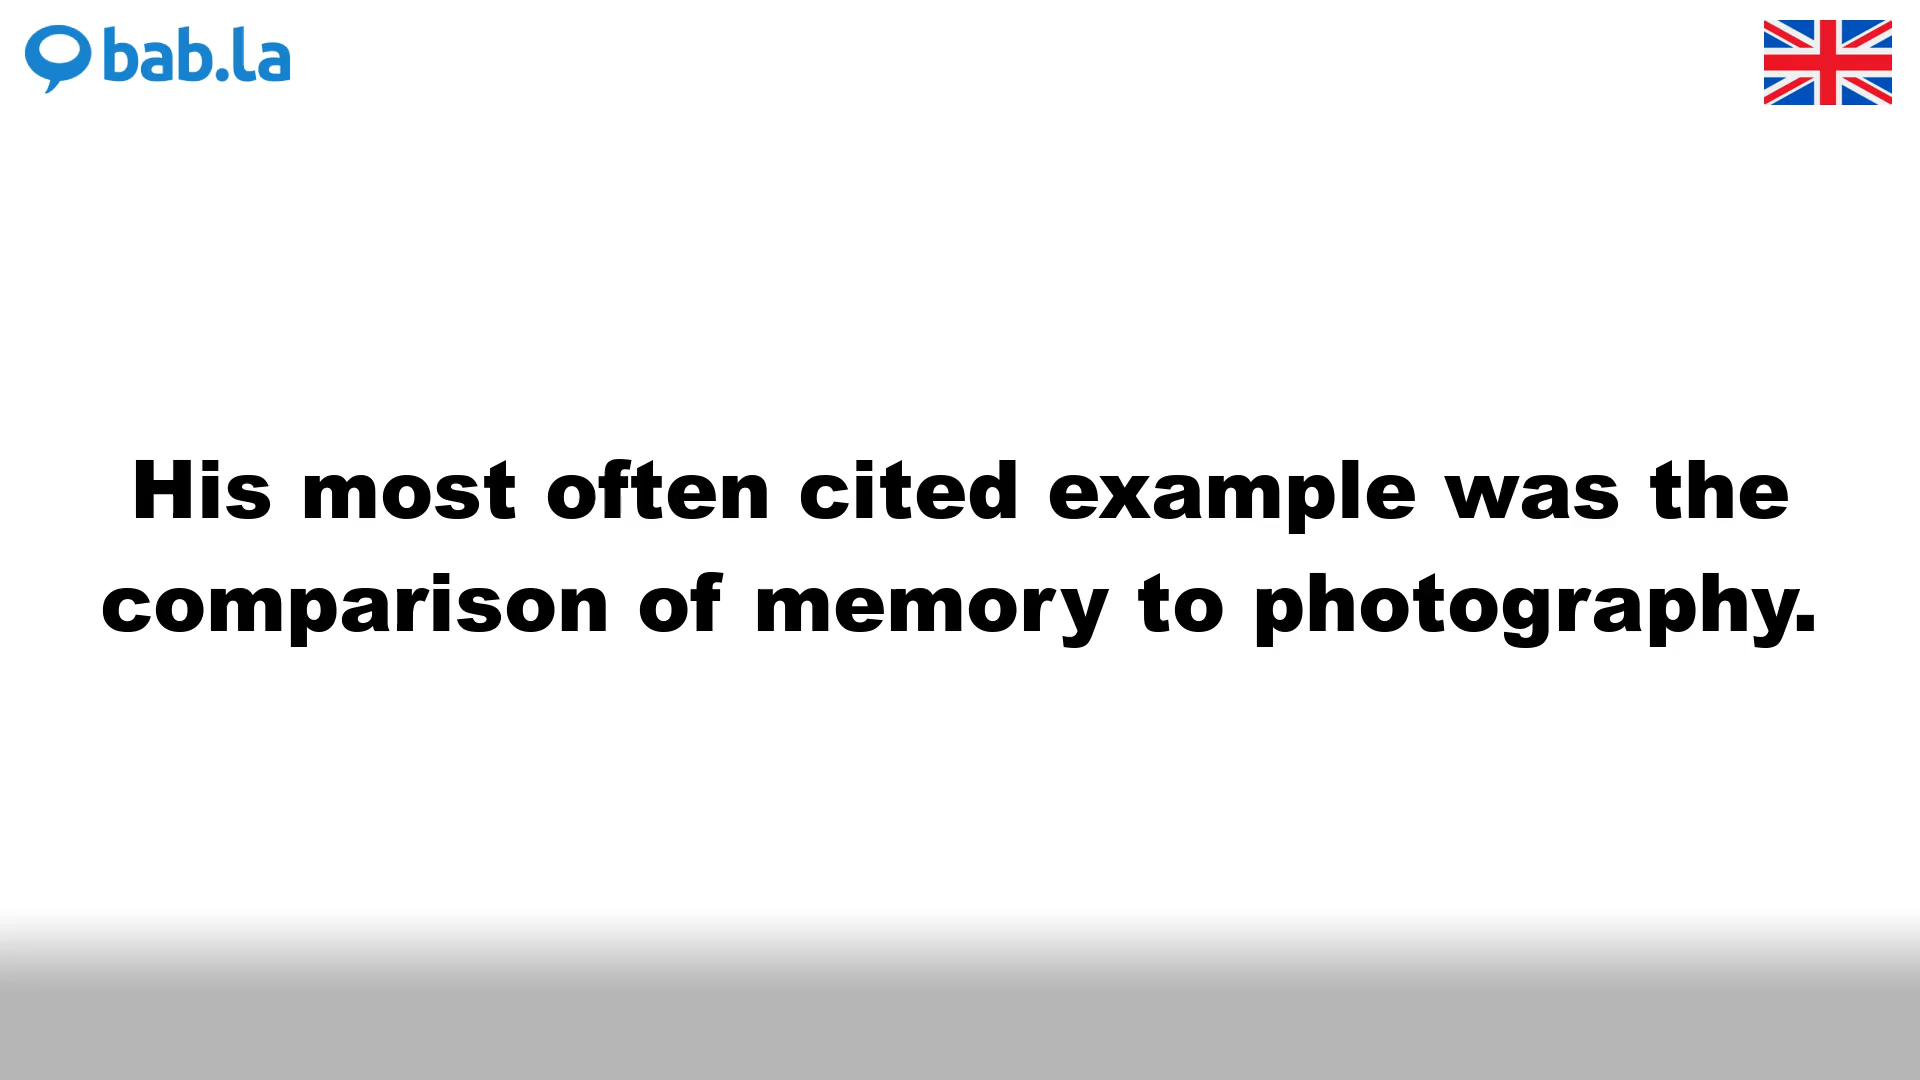 bab.la
His most often cited example was the
comparison of memory to photography.